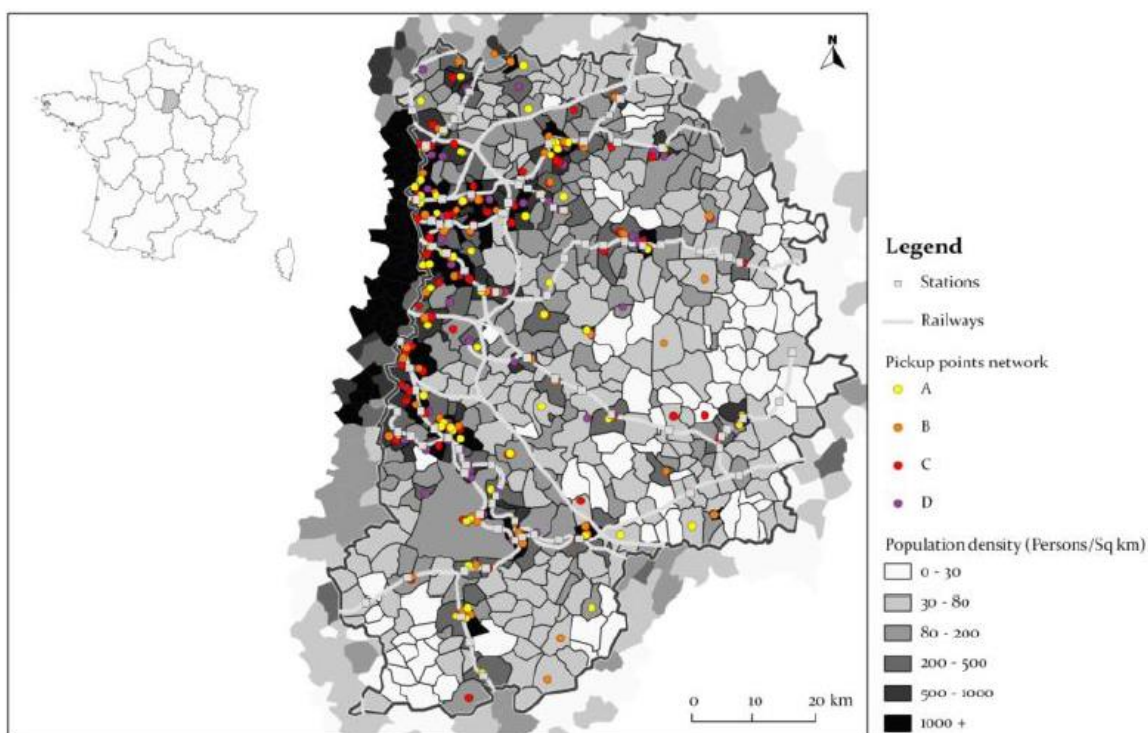 N
Legend
Stations
Railways
Pickup points network
A
B
C
D
Population density (Persons/Sq km)
0 - 30
30 - 80
80 - 200
200 - 500
500 - 1000
1000 +
0 10 20 km